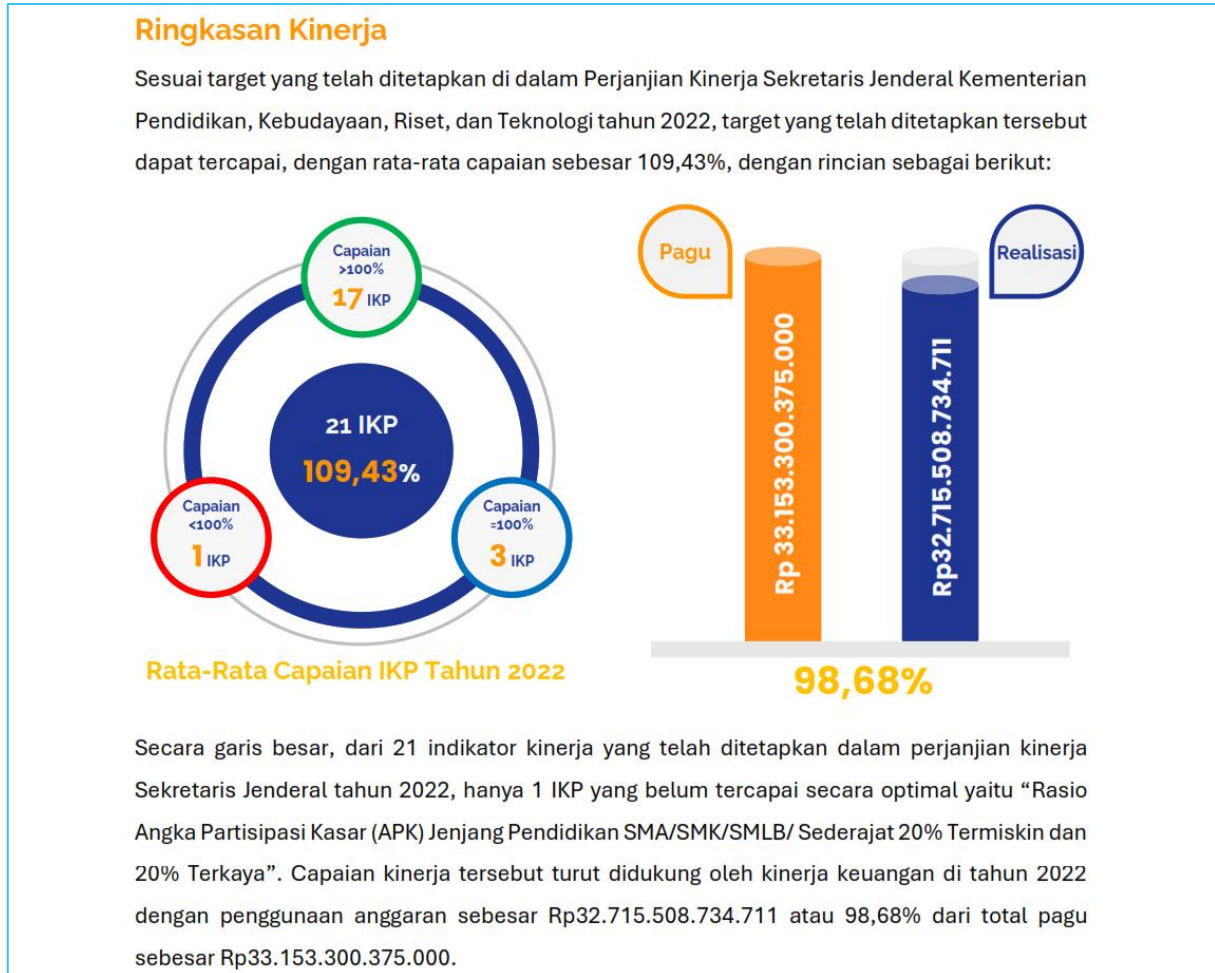 Ringkasan Kinerja
Sesuai target yang telah ditetapkan di dalam Perjanjian Kinerja Sekretaris Jenderal Kementerian
Pendidikan, Kebudayaan, Riset, dan Teknologi tahun 2022, target yang telah ditetapkan tersebut
dapat tercapai, dengan rata-rata capaian sebesar 109,43%, dengan rincian sebagai berikut:
Capaian
>100%
17 IKP
21 IKP
109,43%
Capaian
<100%
1 IKP
Capaian
=100%
3 IKP
Rata-Rata Capaian IKP Tahun 2022
Pagu
Rp 33.153.300.375.000
Rp32.715.508.734.711
Realisasi
98,68%
Secara garis besar, dari 21 indikator kinerja yang telah ditetapkan dalam perjanjian kinerja
Sekretaris Jenderal tahun 2022, hanya 1 IKP yang belum tercapai secara optimal yaitu “Rasio
Angka Partisipasi Kasar (APK) Jenjang Pendidikan SMA/SMK/SMLB/ Sederajat 20% Termiskin dan
20% Terkaya”. Capaian kinerja tersebut turut didukung oleh kinerja keuangan di tahun 2022
dengan penggunaan anggaran sebesar Rp32.715.508.734.711 atau 98,68% dari total pagu
sebesar Rp33.153.300.375.000.